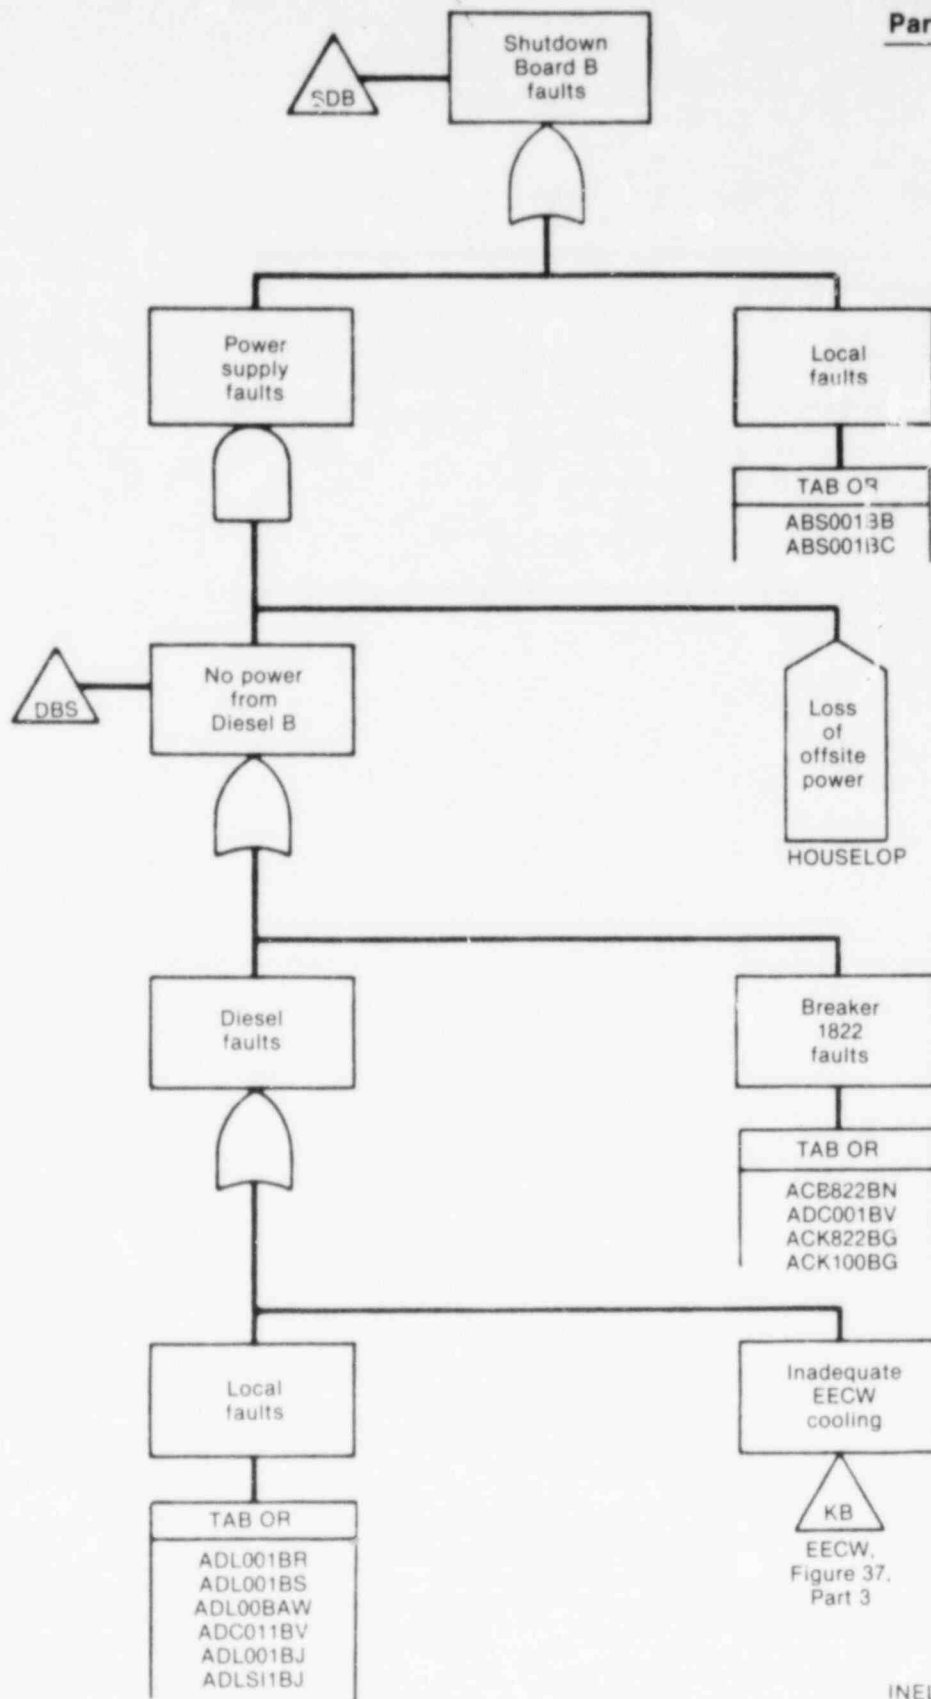 Par
SDB
Shutdown
Board B
faults
Power
supply
faults
Local
faults
TAB OR
ABS001BB
ABS001BC
DBS
No power
from
Diesel B
Loss
of
offsite
power
HOUSELOP
Diesel
faults
Breaker
1822
faults
TAB OR
ACB822BN
ADC001BV
ACK822BG
ACK100BG
Local
faults
Inadequate
EECW
cooling
KB
EECW,
Figure 37,
Part 3
TAB OR
ADL001BR
ADL001BS
ADL00BAW
ADC011BV
ADL001BJ
ADLSI1BJ
INEL